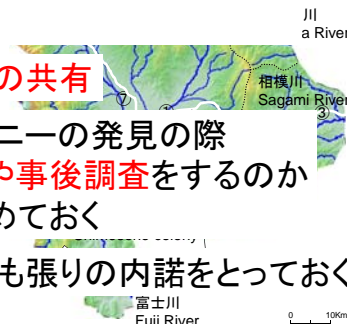 川
a River
の共有
相模川
Sagami River
⑦
③
ニーの発見の際
や事後調査をするのか
めておく
colony
も張りの内諾をとっておく
富士川
Fuji River
0 10Km